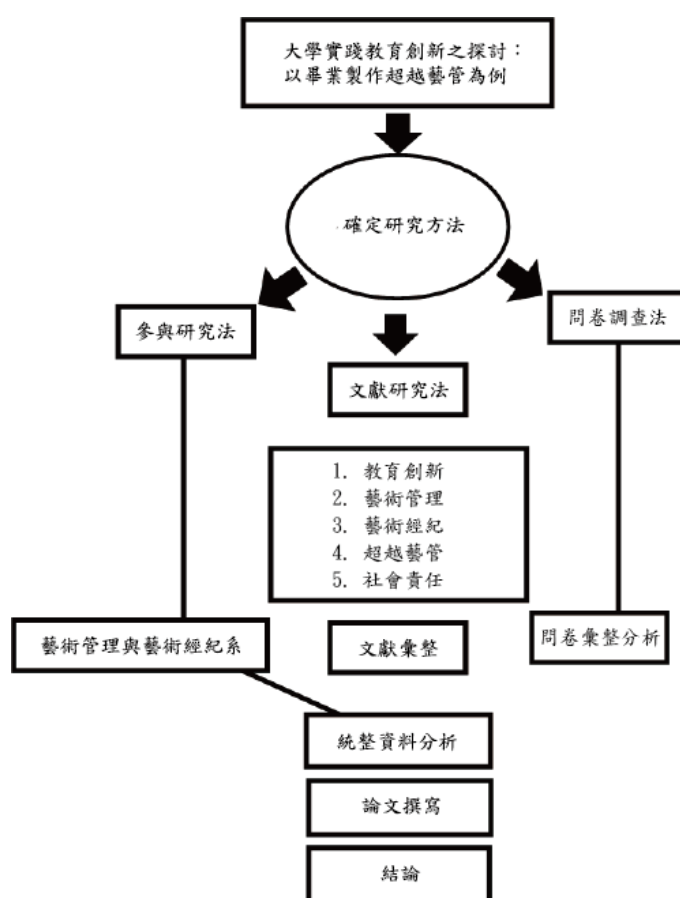 大學實踐教育創新之探討：
以畢業製作超越藝管為例
確定研究方法
參與研究法
問卷調查法
文獻研究法
1. 教育創新
2. 藝術管理
3. 藝術經紀
4. 超越藝管
5. 社會責任
藝術管理與藝術經紀系
文獻彙整
問卷彙整分析
統整資料分析
論文撰寫
結論